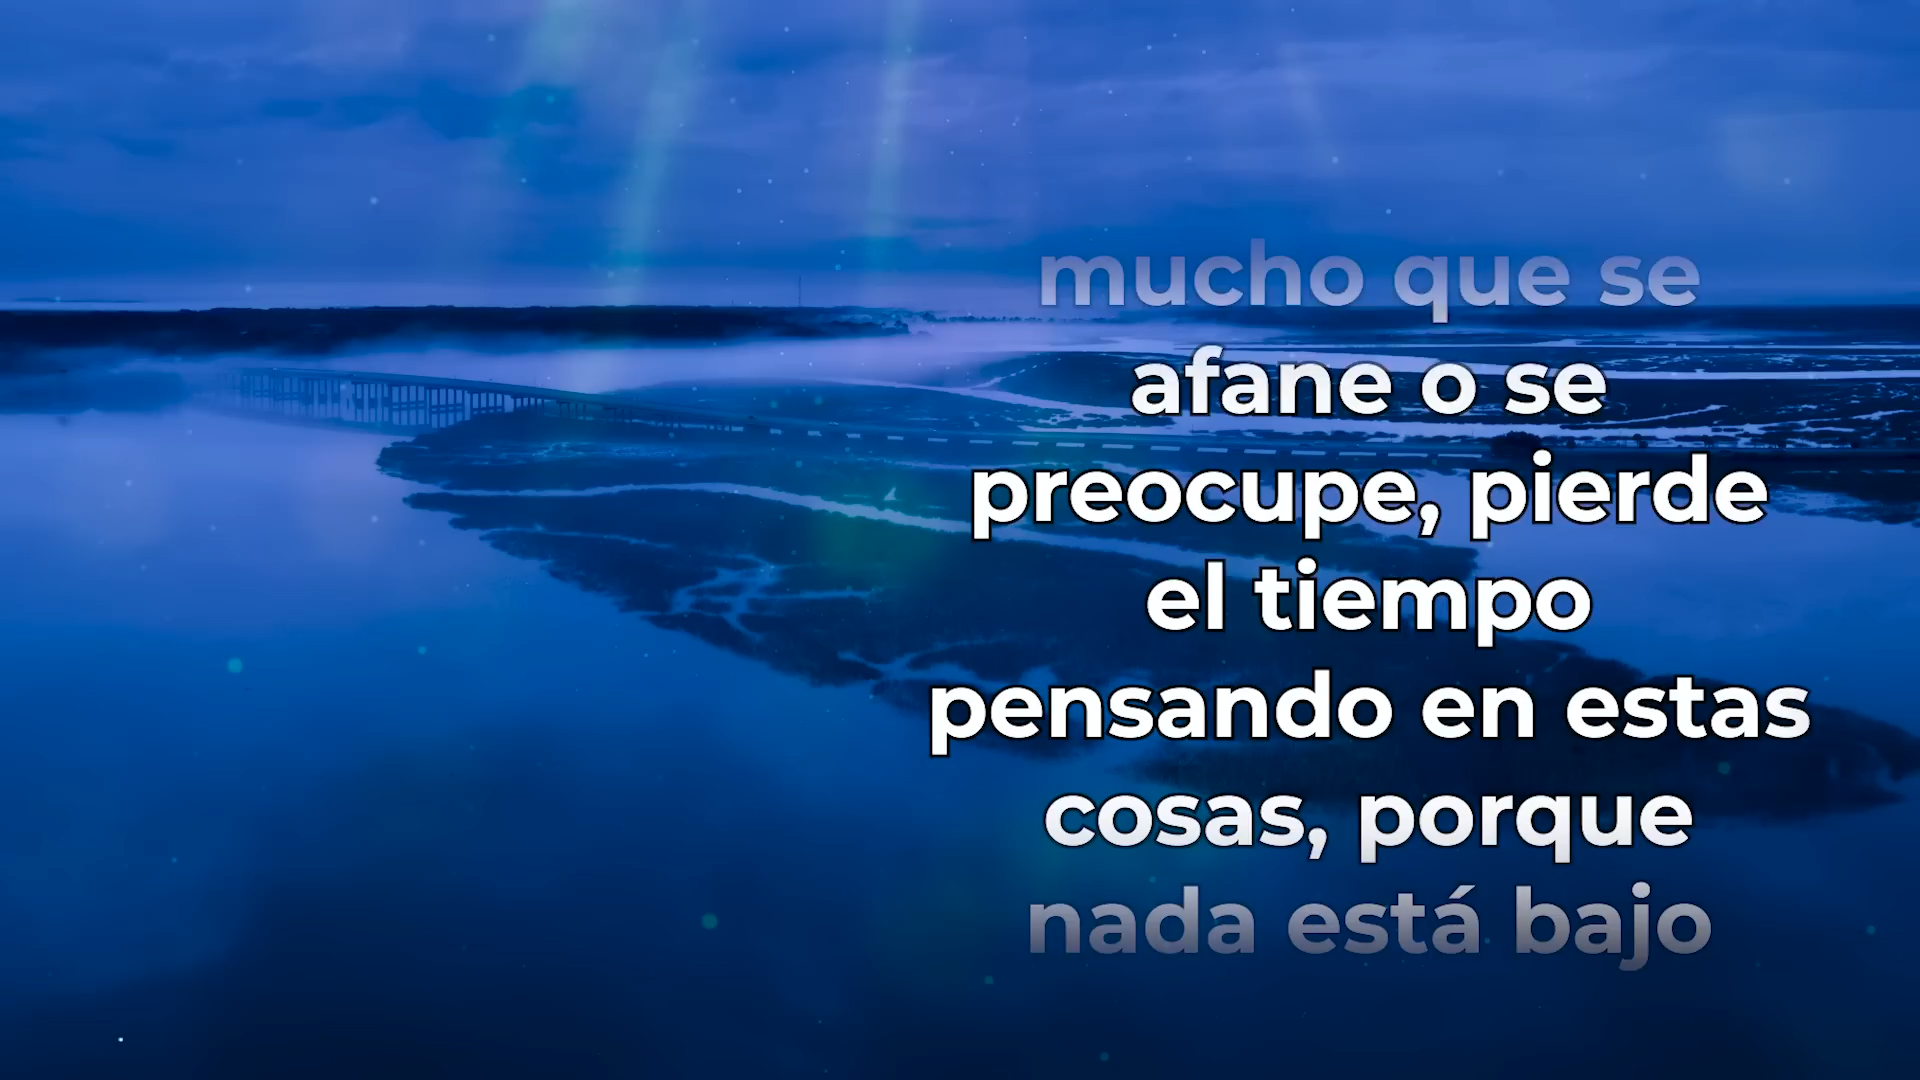 mucho que se
afane o se
preocupe, pierde
el tiempo
pensando en estas
cosas, porque
nada está bajo